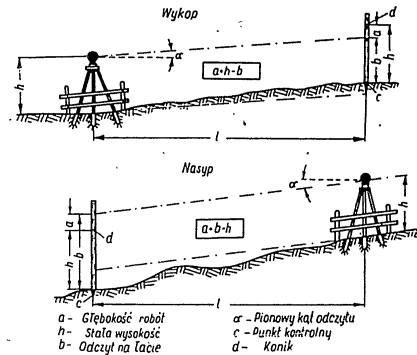 Wykop
d
α
a
h
b
h
a=h-b
c
l
Nasyp
α
a
d
b
h
a=b-h
h
c
l
a - Głębokość robót
h - Stała wysokość
b - Odczyt na łacie
α - Pionowy kąt odczytu
c - Punkt kontrolny
d - Konik